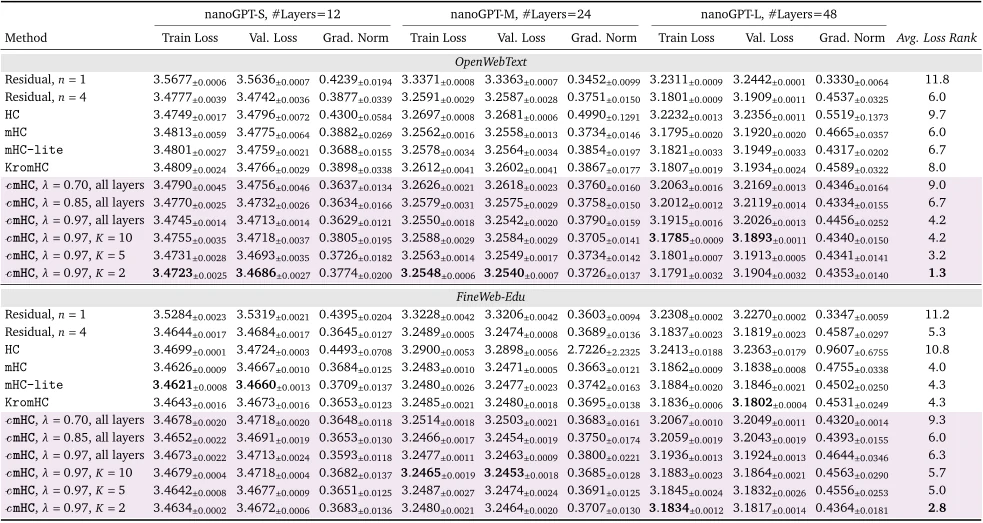 nanoGPT-S, #Layers=12 nanoGPT-M, #Layers=24 nanoGPT-L, #Layers=48
Method Train Loss Val. Loss Grad. Norm Train Loss Val. Loss Grad. Norm Train Loss Val. Loss Grad. Norm Avg. Loss Rank
OpenWebText
Residual, n = 1 3.5677±0.0006 3.5636±0.0007 0.4239±0.0194 3.3371±0.0008 3.3363±0.0007 0.3452±0.0099 3.2311±0.0009 3.2442±0.0001 0.3330±0.0064 11.8
Residual, n = 4 3.4777±0.0039 3.4742±0.0036 0.3877±0.0339 3.2591±0.0029 3.2587±0.0028 0.3751±0.0150 3.1801±0.0009 3.1909±0.0011 0.4537±0.0325 6.0
HC 3.4749±0.0017 3.4796±0.0072 0.4300±0.0584 3.2697±0.0008 3.2681±0.0006 0.4990±0.1291 3.2232±0.0013 3.2356±0.0011 0.5519±0.1373 9.7
mHC 3.4813±0.0059 3.4775±0.0064 0.3882±0.0269 3.2562±0.0016 3.2558±0.0013 0.3734±0.0146 3.1795±0.0020 3.1920±0.0020 0.4665±0.0357 6.0
mHC-lite 3.4801±0.0027 3.4759±0.0021 0.3688±0.0155 3.2578±0.0034 3.2564±0.0034 0.3854±0.0197 3.1821±0.0033 3.1949±0.0033 0.4317±0.0202 6.7
KromHC 3.4809±0.0024 3.4766±0.0029 0.3898±0.0338 3.2612±0.0041 3.2602±0.0041 0.3867±0.0177 3.1807±0.0019 3.1934±0.0024 0.4589±0.0322 8.0
𝒸mHC, λ = 0.70, all layers 3.4790±0.0045 3.4756±0.0046 0.3637±0.0134 3.2626±0.0021 3.2618±0.0023 0.3760±0.0160 3.2063±0.0016 3.2169±0.0013 0.4346±0.0164 9.0
𝒸mHC, λ = 0.85, all layers 3.4770±0.0025 3.4732±0.0026 0.3634±0.0166 3.2579±0.0031 3.2575±0.0029 0.3758±0.0150 3.2012±0.0012 3.2119±0.0014 0.4334±0.0155 6.7
𝒸mHC, λ = 0.97, all layers 3.4745±0.0014 3.4713±0.0014 0.3629±0.0121 3.2550±0.0018 3.2542±0.0020 0.3790±0.0159 3.1915±0.0016 3.2026±0.0013 0.4456±0.0252 4.2
𝒸mHC, λ = 0.97, K = 10 3.4755±0.0035 3.4718±0.0037 0.3805±0.0195 3.2588±0.0029 3.2584±0.0029 0.3705±0.0141 3.1785±0.0009 3.1893±0.0011 0.4340±0.0150 4.2
𝒸mHC, λ = 0.97, K = 5 3.4731±0.0028 3.4693±0.0035 0.3726±0.0182 3.2563±0.0014 3.2549±0.0017 0.3734±0.0142 3.1801±0.0007 3.1913±0.0005 0.4341±0.0141 3.2
𝒸mHC, λ = 0.97, K = 2 3.4723±0.0025 3.4686±0.0027 0.3774±0.0200 3.2548±0.0006 3.2540±0.0007 0.3726±0.0137 3.1791±0.0032 3.1904±0.0032 0.4353±0.0140 1.3
FineWeb-Edu
Residual, n = 1 3.5284±0.0023 3.5319±0.0021 0.4395±0.0204 3.3228±0.0042 3.3206±0.0042 0.3603±0.0094 3.2308±0.0002 3.2270±0.0002 0.3347±0.0059 11.2
Residual, n = 4 3.4644±0.0017 3.4684±0.0017 0.3645±0.0127 3.2489±0.0005 3.2474±0.0008 0.3689±0.0136 3.1837±0.0023 3.1819±0.0023 0.4587±0.0297 5.3
HC 3.4699±0.0001 3.4724±0.0003 0.4493±0.0708 3.2900±0.0053 3.2898±0.0056 2.7226±2.2325 3.2413±0.0188 3.2363±0.0179 0.9607±0.6755 10.8
mHC 3.4626±0.0009 3.4667±0.0010 0.3684±0.0125 3.2483±0.0010 3.2471±0.0005 0.3663±0.0121 3.1862±0.0009 3.1838±0.0008 0.4755±0.0338 4.0
mHC-lite 3.4621±0.0008 3.4660±0.0013 0.3709±0.0137 3.2480±0.0026 3.2477±0.0023 0.3742±0.0163 3.1884±0.0020 3.1846±0.0021 0.4502±0.0250 4.3
KromHC 3.4643±0.0016 3.4673±0.0016 0.3653±0.0123 3.2485±0.0021 3.2480±0.0018 0.3695±0.0138 3.1836±0.0006 3.1802±0.0004 0.4531±0.0249 4.3
𝒸mHC, λ = 0.70, all layers 3.4678±0.0020 3.4718±0.0020 0.3648±0.0118 3.2514±0.0018 3.2503±0.0021 0.3683±0.0161 3.2067±0.0010 3.2049±0.0011 0.4320±0.0014 9.3
𝒸mHC, λ = 0.85, all layers 3.4652±0.0022 3.4691±0.0019 0.3653±0.0130 3.2466±0.0017 3.2454±0.0019 0.3750±0.0174 3.2059±0.0019 3.2043±0.0019 0.4393±0.0155 6.0
𝒸mHC, λ = 0.97, all layers 3.4673±0.0012 3.4713±0.0024 0.3593±0.0118 3.2477±0.0011 3.2463±0.0009 0.3800±0.0221 3.1936±0.0013 3.1924±0.0013 0.4644±0.0346 6.3
𝒸mHC, λ = 0.97, K = 10 3.4679±0.0004 3.4718±0.0004 0.3682±0.0137 3.2465±0.0019 3.2453±0.0018 0.3685±0.0128 3.1883±0.0023 3.1864±0.0021 0.4563±0.0290 5.7
𝒸mHC, λ = 0.97, K = 5 3.4642±0.0008 3.4677±0.0009 0.3651±0.0125 3.2487±0.0027 3.2474±0.0024 0.3691±0.0125 3.1845±0.0024 3.1832±0.0026 0.4556±0.0253 5.0
𝒸mHC, λ = 0.97, K = 2 3.4634±0.0002 3.4672±0.0006 0.3683±0.0136 3.2480±0.0021 3.2464±0.0020 0.3707±0.0130 3.1834±0.0012 3.1817±0.0014 0.4364±0.0181 2.8